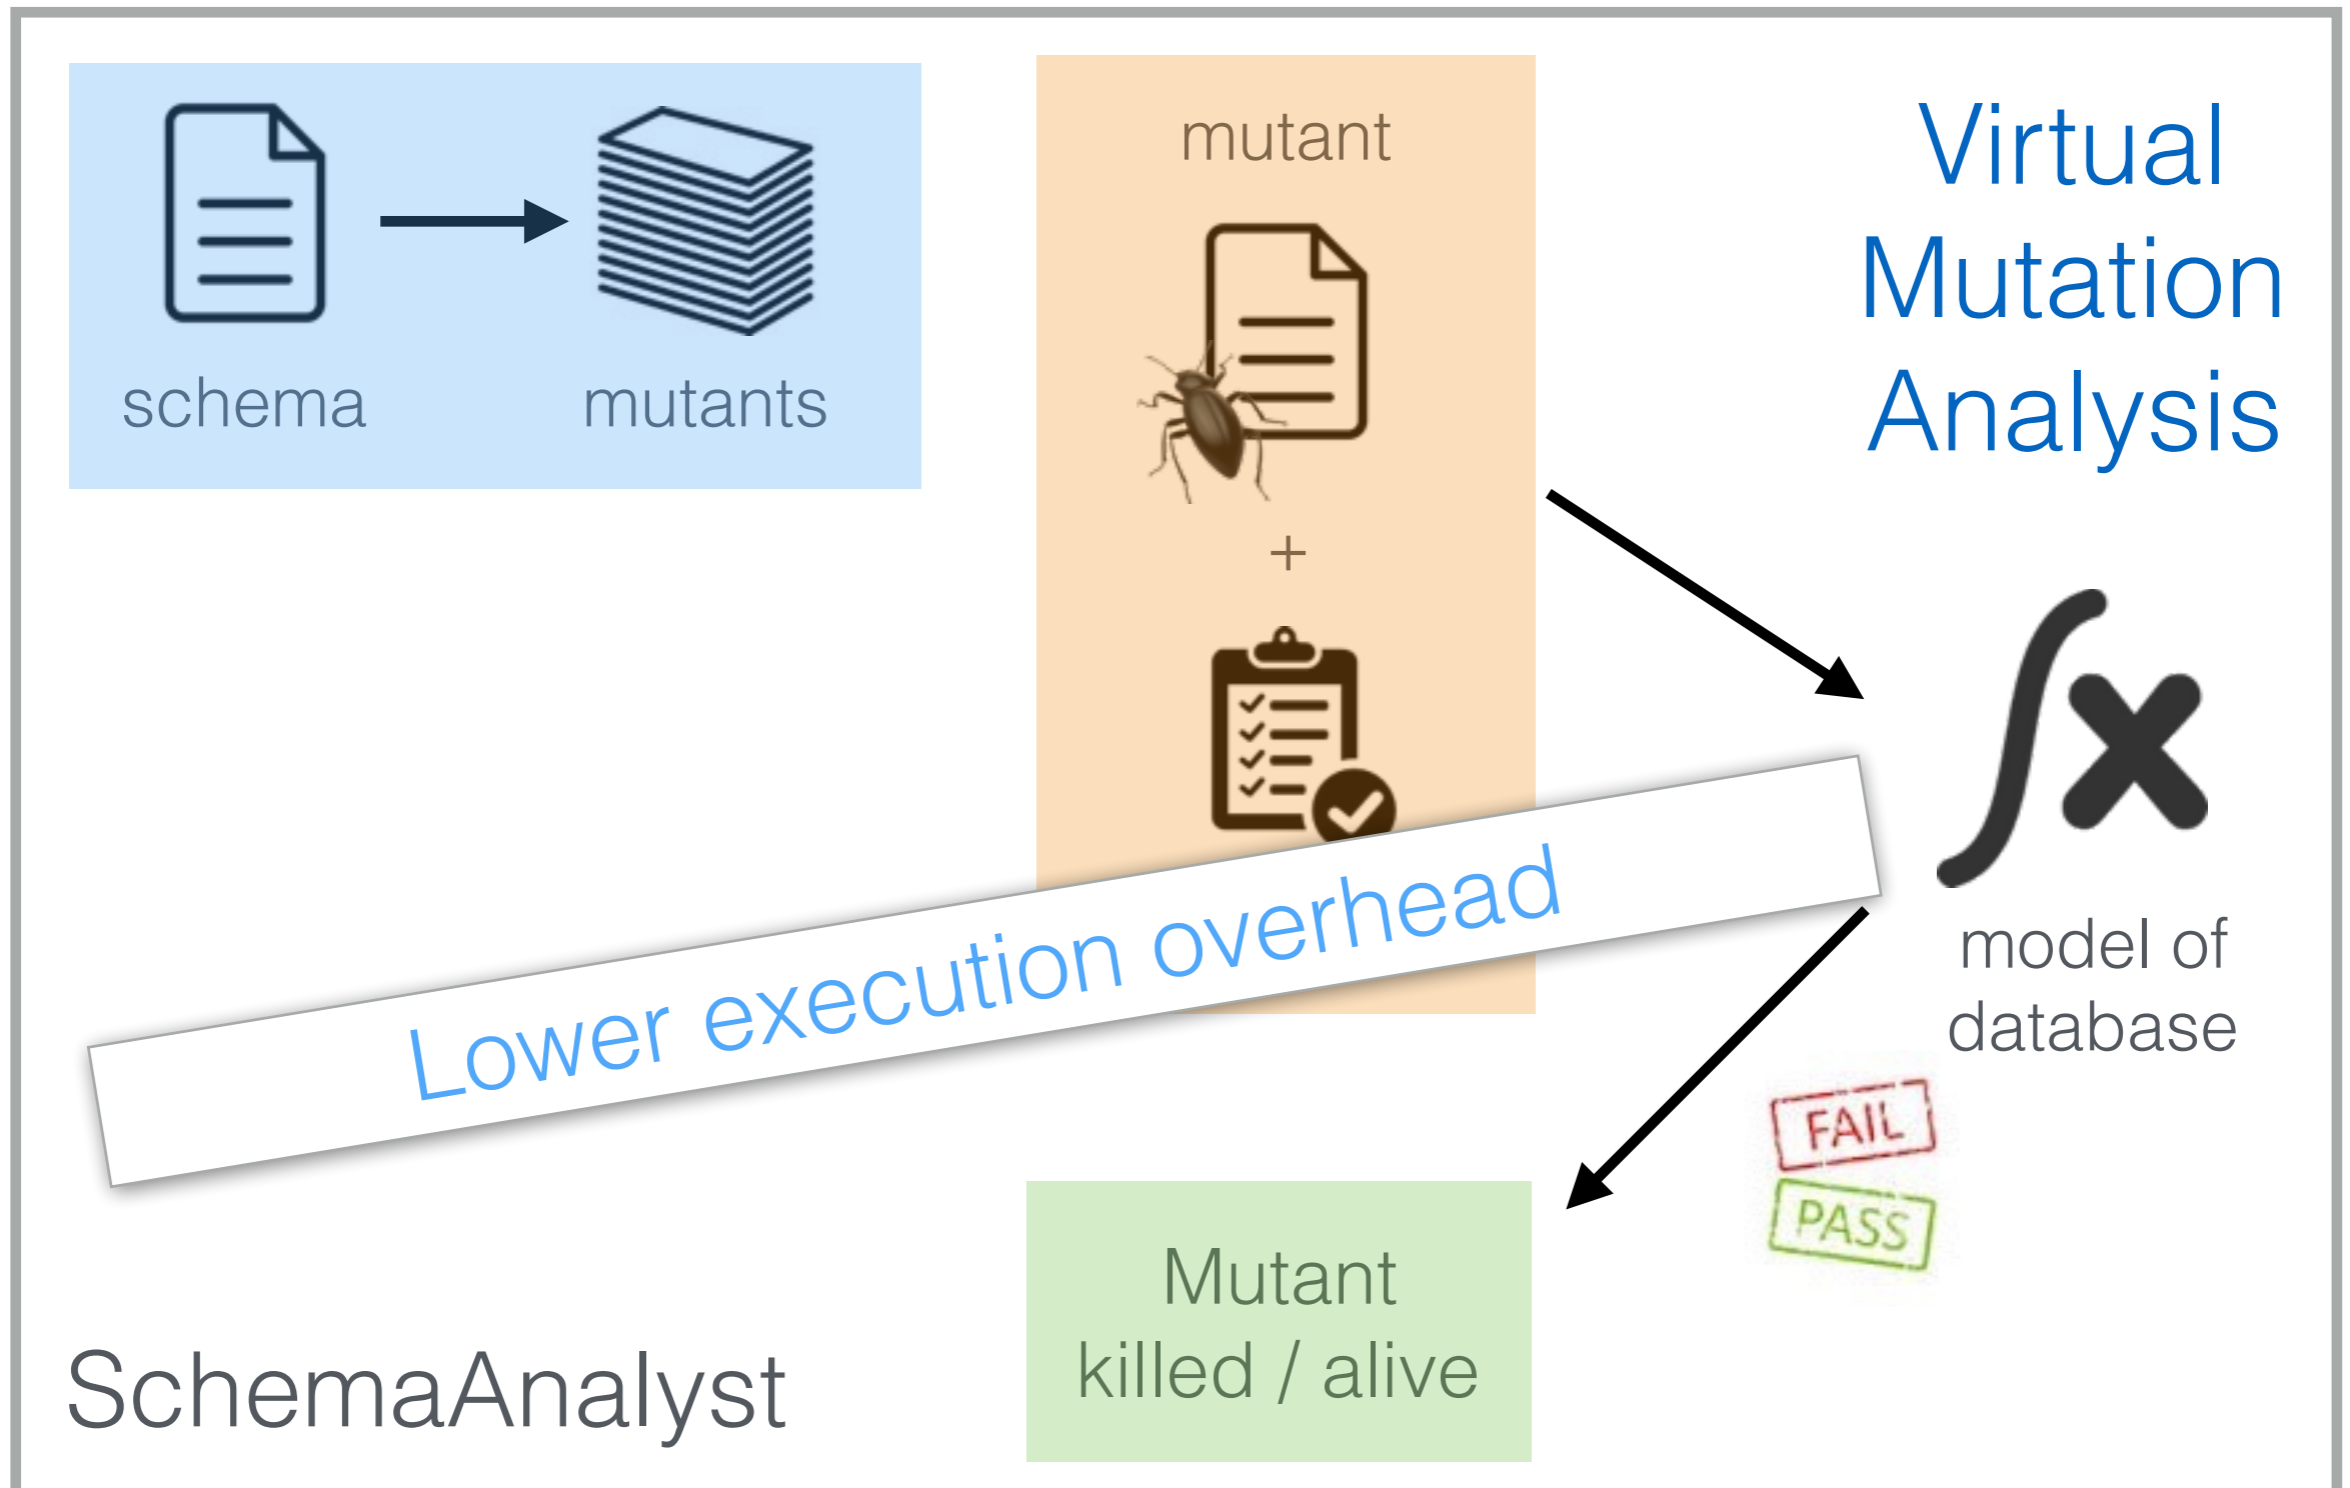 schema
mutants
mutant
+
Virtual
Mutation
Analysis
model of
database
Lower execution overhead
FAIL
PASS
Mutant
killed / alive
SchemaAnalyst